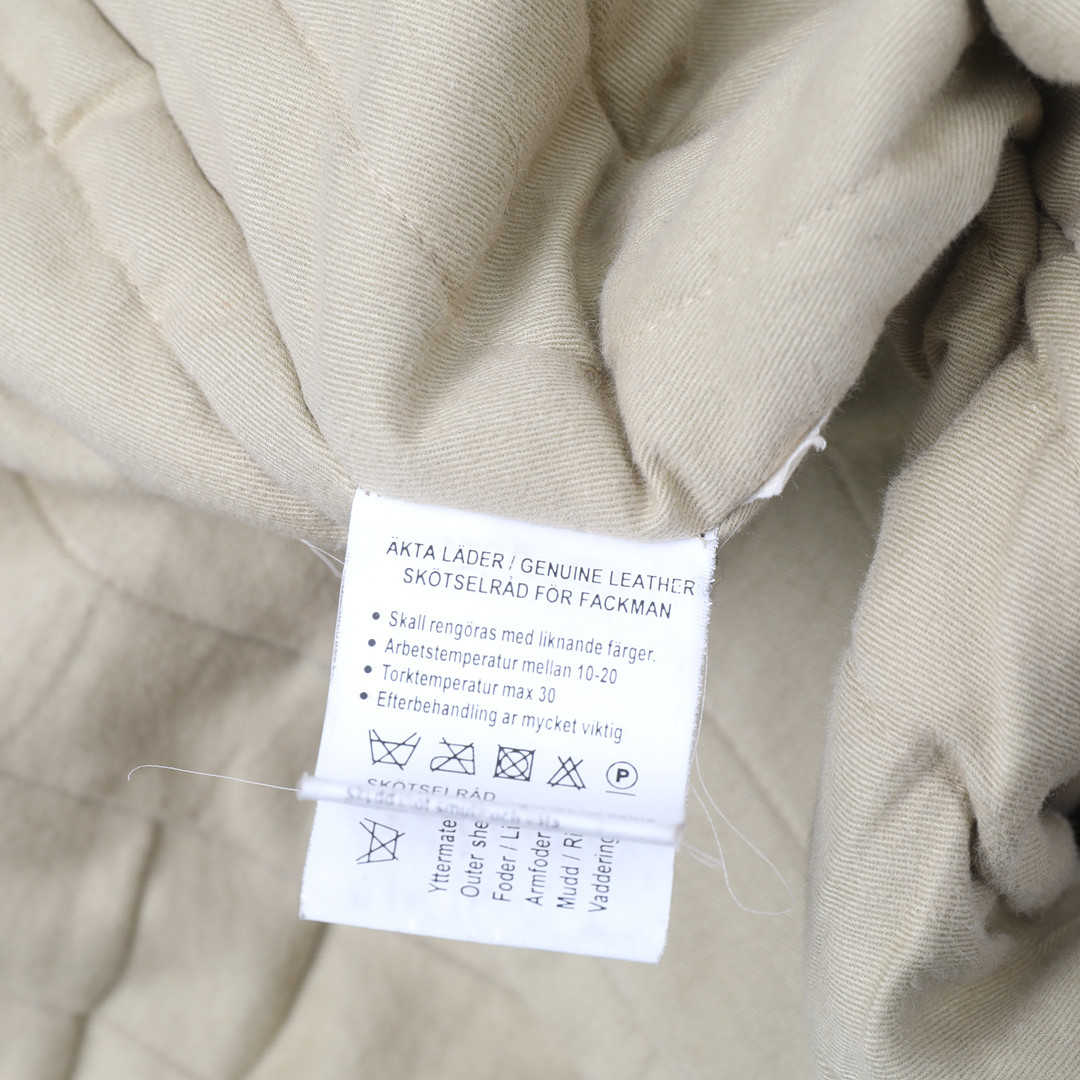 ÄKTA LÄDER / GENUINE LEATHER
SKÖTSELRÅD FÖR FACKMAN
• Skall rengöras med liknande färger.
• Arbetstemperatur mellan 10-20
• Torktemperatur max 30
• Efterbehandling ar mycket viktig
P
SKÖTSELRÅD
Yttermate
Outer she
Foder / Li
Armfoder
Mudd / Ri
Vaddering